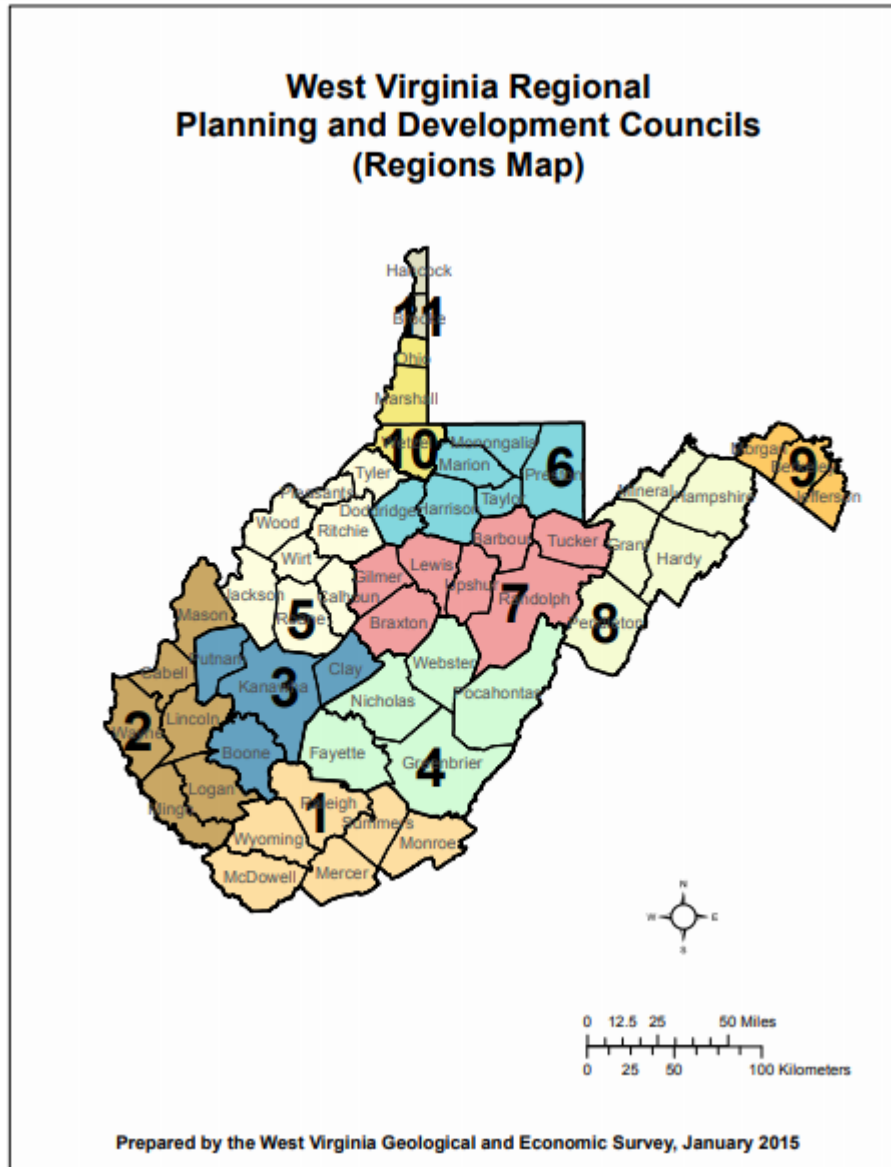 West Virginia Regional
Planning and Development Councils
(Regions Map)
Hancock
11
Brooke
Ohio
Marshall
10
Wetzel
Monongalia
6
Marion
Preston
Morgan
9
Berkeley
Jefferson
Tyler
Pleasants
Doddridge
Harrison
Taylor
Mineral
Hampshire
Wood
Ritchie
Barbour
Tucker
Grant
Hardy
Wirt
Lewis
Gilmer
Upshur
Jackson
Calhoun
Randolph
7
5
Roane
Braxton
8
Pendleton
Mason
Putnam
Clay
Webster
Cabell
Kanawha
3
Nicholas
Pocahontas
Lincoln
2
Wayne
Boone
Fayette
Greenbrier
4
Logan
Mingo
Raleigh
1
Summers
Wyoming
Monroe
McDowell
Mercer
N
W
E
S
0 12.5 25 50 Miles
0 25 50 100 Kilometers
Prepared by the West Virginia Geological and Economic Survey, January 2015